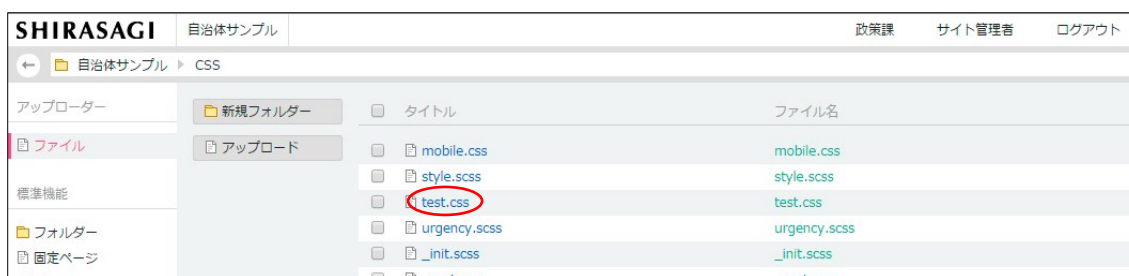 SHIRASAGI 自治体サンプル 政策課 サイト管理者 ログアウト
自治体サンプル CSS
アップローダー 新規フォルダー タイトル ファイル名
ファイル アップロード mobile.css mobile.css
style.scss style.scss
標準機能 test.css test.css
フォルダー urgency.scss urgency.scss
固定ページ _init.scss _init.scss